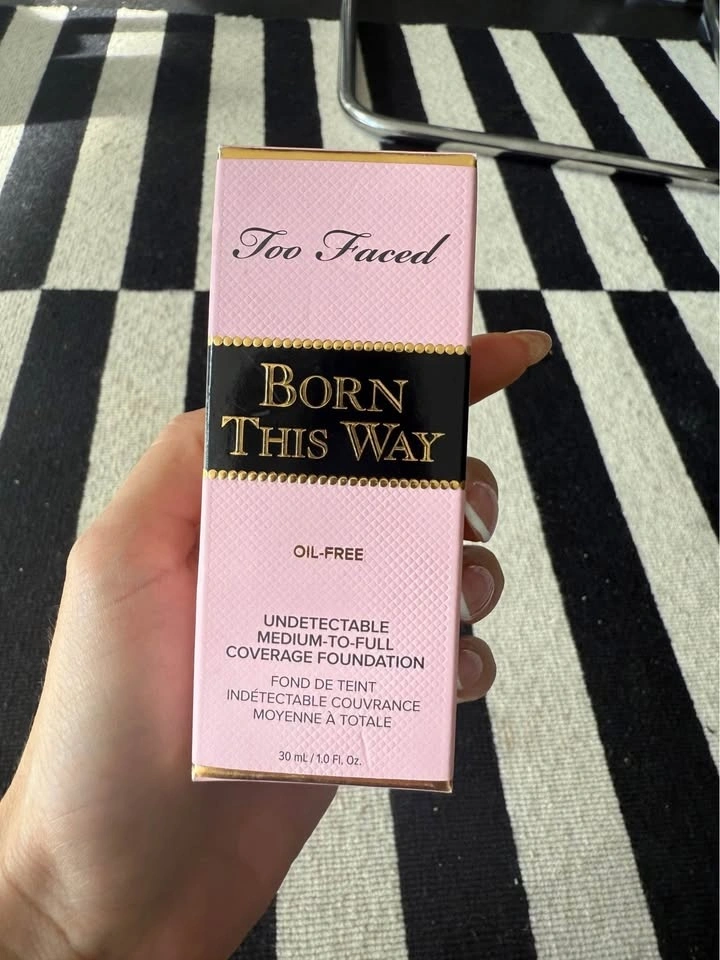 Too Faced
BORN
THIS WAY
OIL-FREE
UNDETECTABLE
MEDIUM-TO-FULL
COVERAGE FOUNDATION
FOND DE TEINT
INDÉTECTABLE COUVRANCE
MOYENNE À TOTALE
30 mL / 1.0 Fl. Oz.